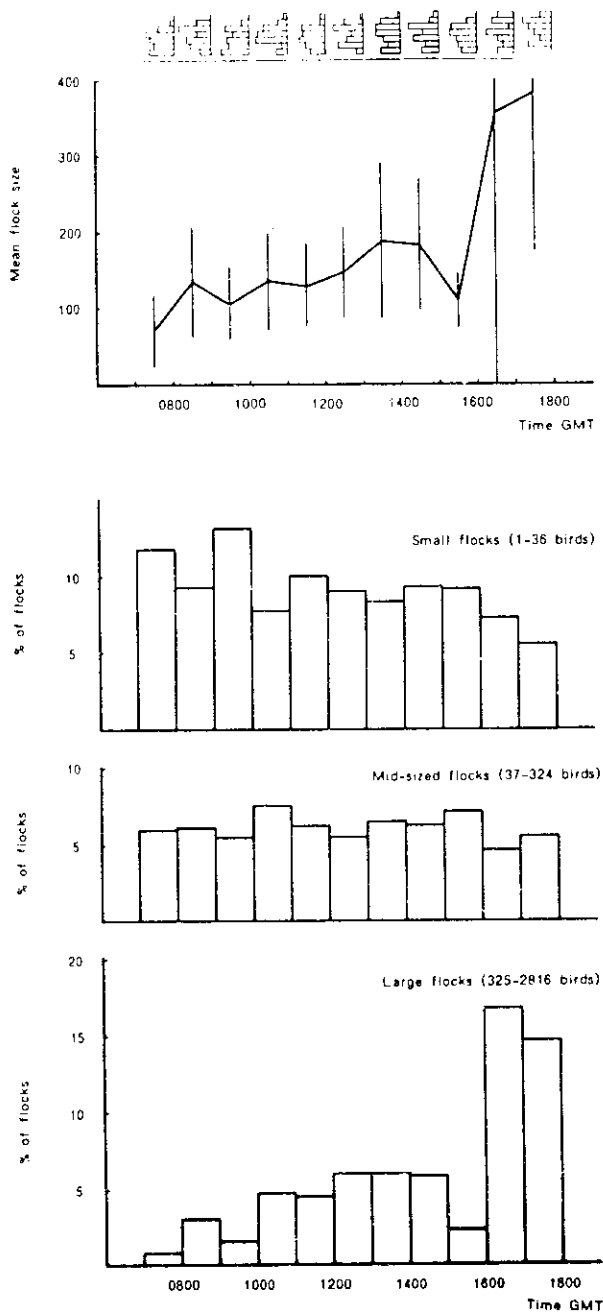 400
300
200
100
Mean flock size
0800 1000 1200 1400 1600 1800
Time GMT
Small flocks (1-36 birds)
10
5
% of flocks
Mid-sized flocks (37-324 birds)
10
5
% of flocks
Large flocks (325-2816 birds)
20
15
10
5
% of flocks
0800 1000 1200 1400 1600 1800
Time GMT